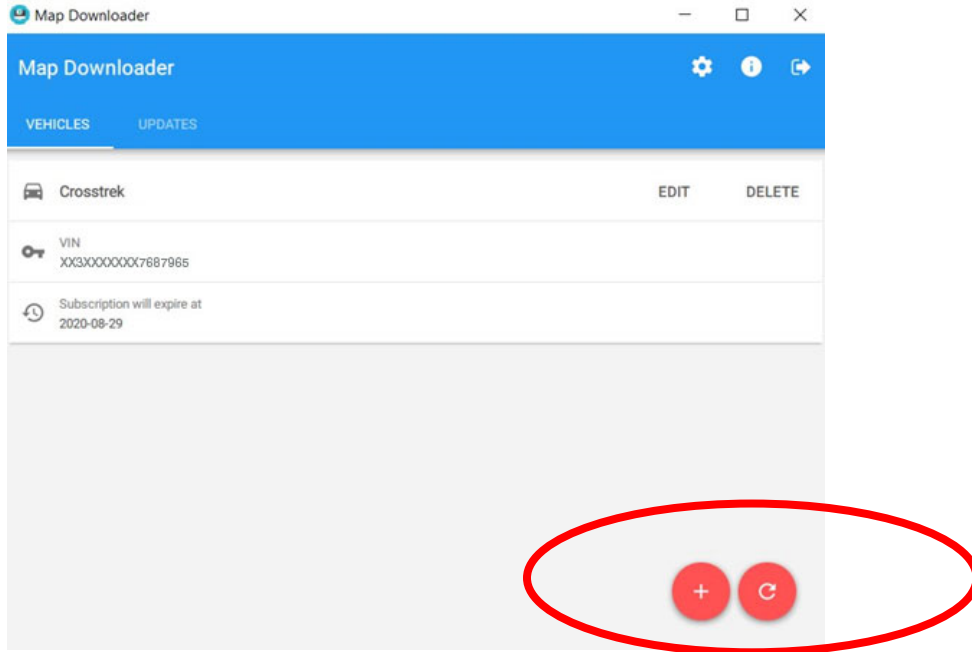 Map Downloader
Map Downloader
VEHICLES UPDATES
Crosstrek EDIT DELETE
VIN
XX3XXXXXXX7687965
Subscription will expire at
2020-08-29